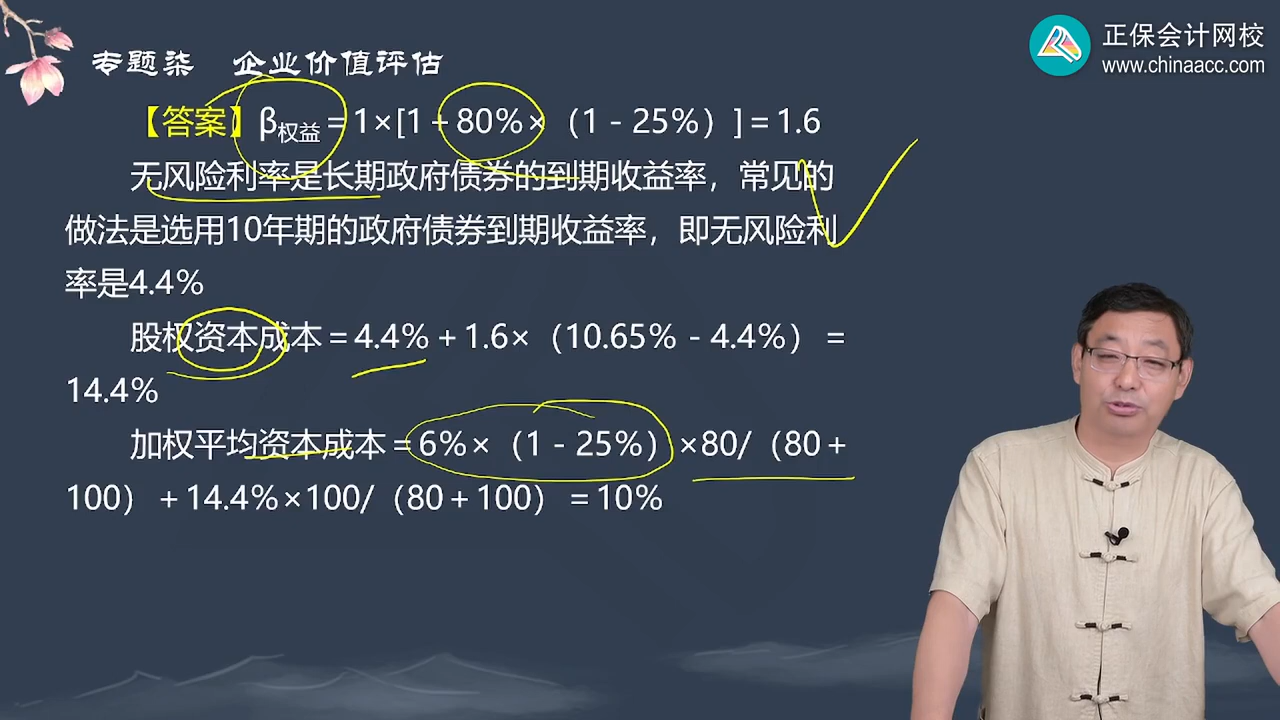 正保会计网校
www.chinaacc.com
专题柒 企业价值评估
【答案】β权益＝1×[1＋80%×（1－25%）]＝1.6
无风险利率是长期政府债券的到期收益率，常见的
做法是选用10年期的政府债券到期收益率，即无风险利
率是4.4%
股权资本成本＝4.4%＋1.6×（10.65%－4.4%）＝
14.4%
加权平均资本成本＝6%×（1－25%）×80/（80＋
100）＋14.4%×100/（80＋100）＝10%